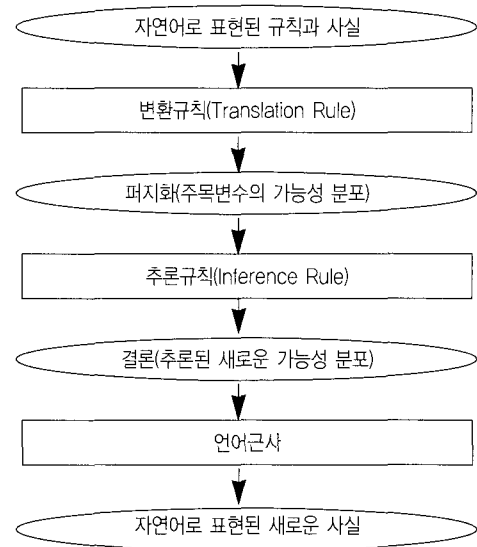 자연어로 표현된 규칙과 사실
변환규칙(Translation Rule)
퍼지화(주목변수의 가능성 분포)
추론규칙(Inference Rule)
결론(추론된 새로운 가능성 분포)
언어근사
자연어로 표현된 새로운 사실